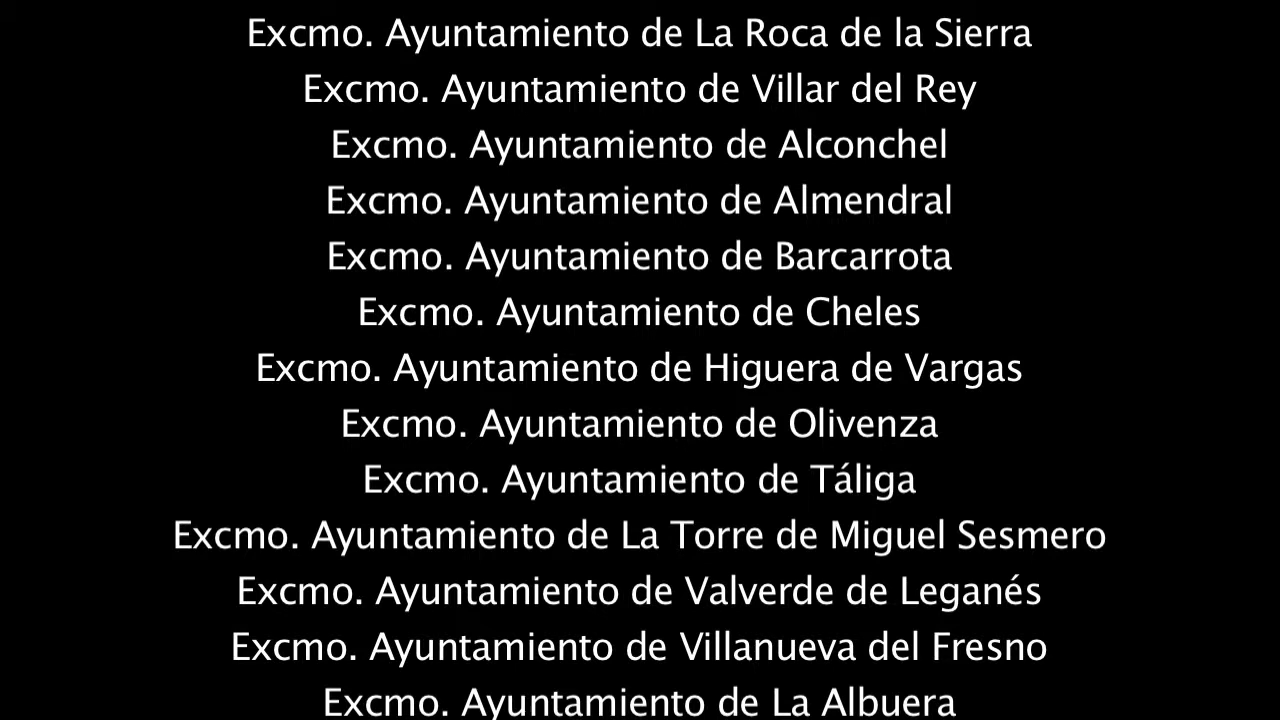 Excmo. Ayuntamiento de La Roca de la Sierra
Excmo. Ayuntamiento de Villar del Rey
Excmo. Ayuntamiento de Alconchel
Excmo. Ayuntamiento de Almendral
Excmo. Ayuntamiento de Barcarrota
Excmo. Ayuntamiento de Cheles
Excmo. Ayuntamiento de Higuera de Vargas
Excmo. Ayuntamiento de Olivenza
Excmo. Ayuntamiento de Táliga
Excmo. Ayuntamiento de La Torre de Miguel Sesmero
Excmo. Ayuntamiento de Valverde de Leganés
Excmo. Ayuntamiento de Villanueva del Fresno
Excmo. Ayuntamiento de La Albuera